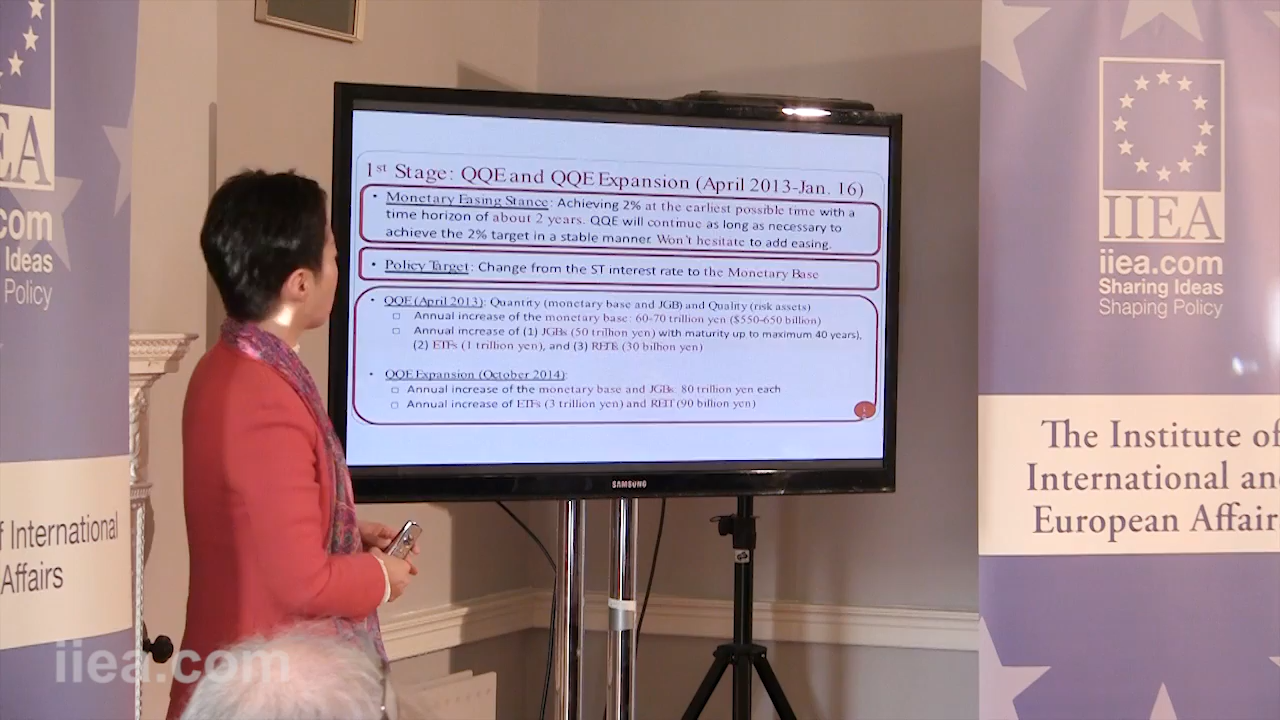 IIEA
.com
Ideas
Policy
f International
Affairs
iiea.com
1st Stage: QQE and QQE Expansion (April 2013-Jan. 16)
• Monetary Easing Stance: Achieving 2% at the earliest possible time with a
time horizon of about 2 years. QQE will continue as long as necessary to
achieve the 2% target in a stable manner. Won't hesitate to add easing.
• Policy Target: Change from the ST interest rate to the Monetary Base
• QQE (April 2013): Quantity (monetary base and JGB) and Quality (risk assets)
□ Annual increase of the monetary base: 60-70 trillion yen ($550-650 billion)
□ Annual increase of (1) JGBs (50 trillion yen) with maturity up to maximum 40 years),
(2) ETFs (1 trillion yen), and (3) REITs (30 billion yen)
• QQE Expansion (October 2014):
□ Annual increase of the monetary base and JGBs: 80 trillion yen each
□ Annual increase of ETFs (3 trillion yen) and REIT (90 billion yen)
SAMSUNG
IIEA
iiea.com
Sharing Ideas
Shaping Policy
The Institute of
International and
European Affair